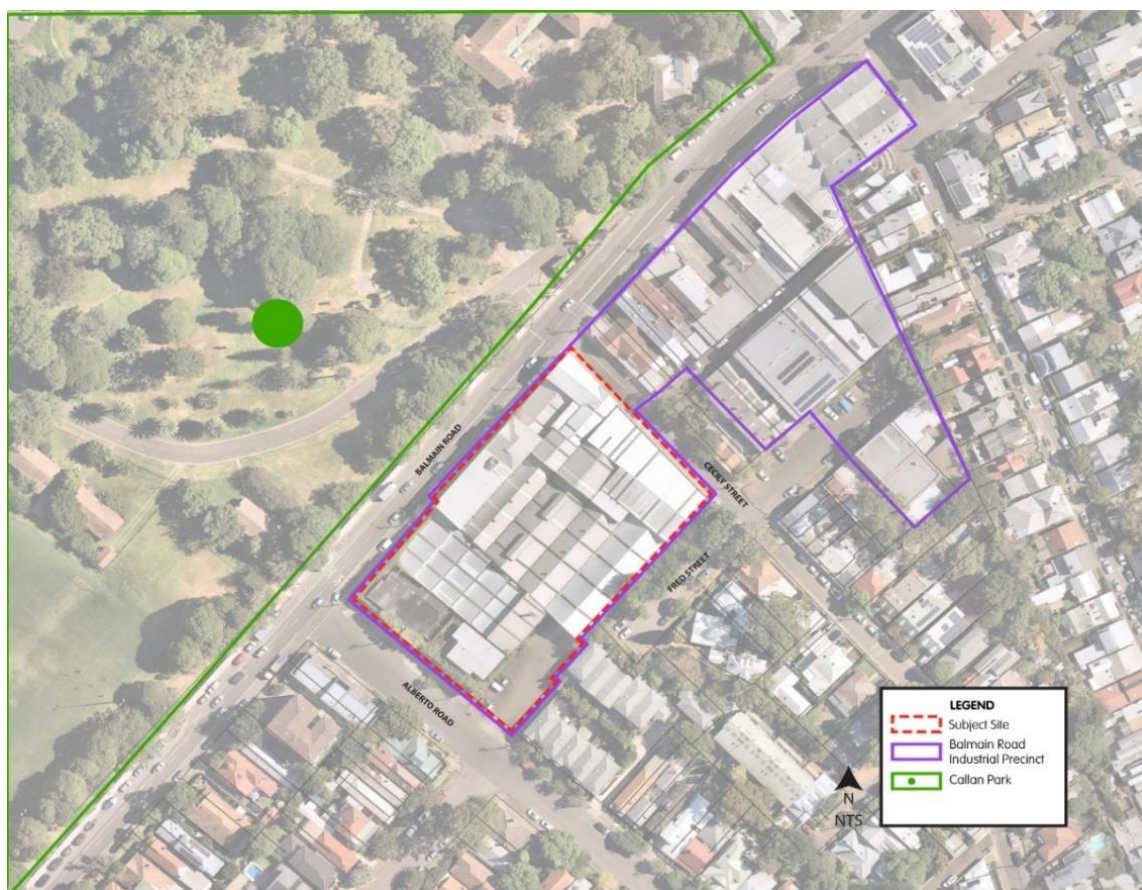 BALMAIN ROAD
CECILY STREET
FRED STREET
ALBERTO ROAD
LEGEND
Subject Site
Balmain Road
Industrial Precinct
Callan Park
N
NTS